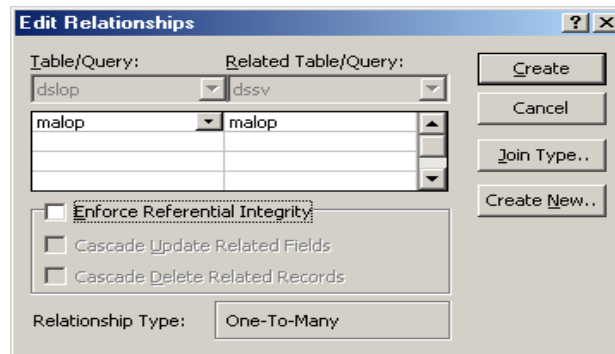 Edit Relationships
Table/Query: Related Table/Query:
dslop dssv
malop malop
Enforce Referential Integrity
Cascade Update Related Fields
Cascade Delete Related Records
Relationship Type: One-To-Many
Create
Cancel
Join Type..
Create New..